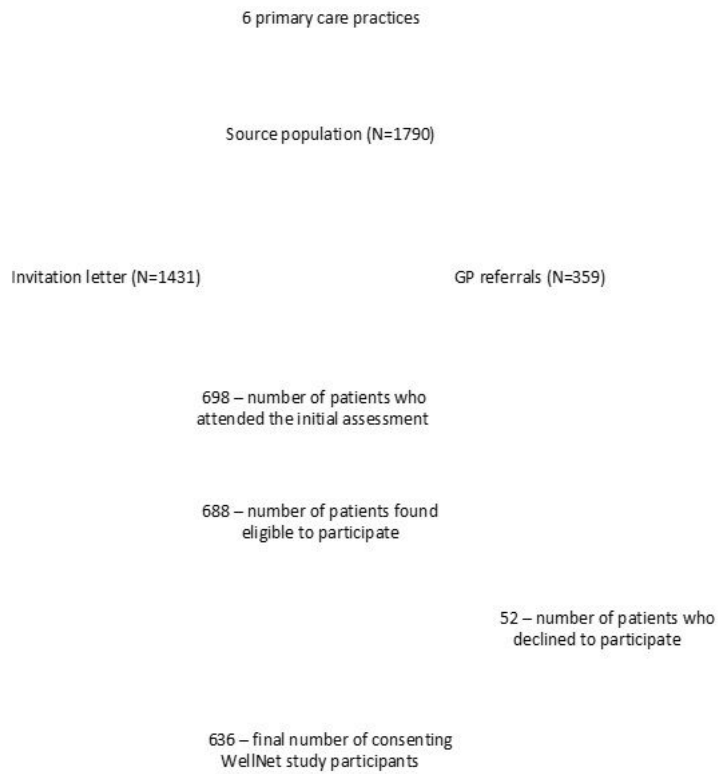 6 primary care practices
Source population (N=1790)
Invitation letter (N=1431)
GP referrals (N=359)
698 – number of patients who
attended the initial assessment
688 – number of patients found
eligible to participate
52 – number of patients who
declined to participate
636 – final number of consenting
WellNet study participants